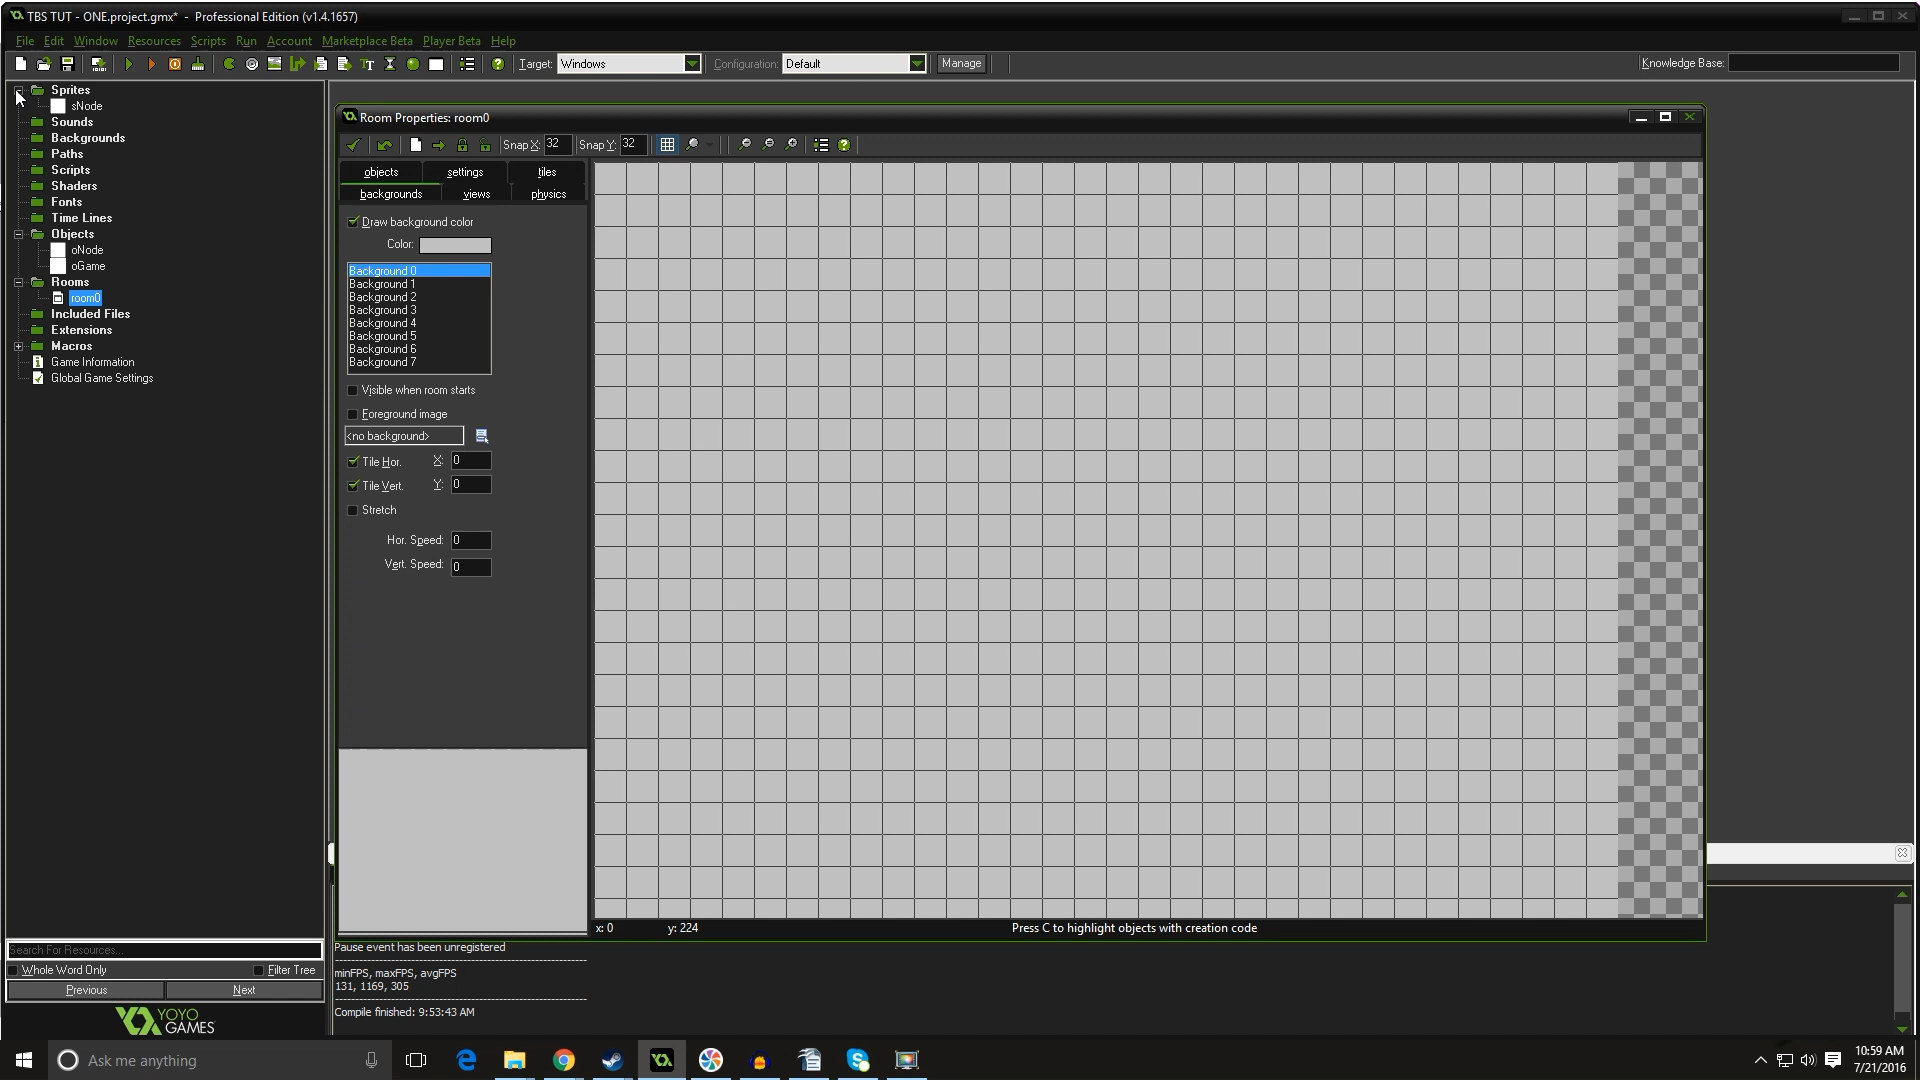 TBS TUT - ONE.project.gmx* - Professional Edition (v1.4.1657)
File Edit Window Resources Scripts Run Account Marketplace Beta Player Beta Help
Target: Windows Configuration: Default Manage Knowledge Base:
Sprites
sNode
Sounds
Backgrounds
Paths
Scripts
Shaders
Fonts
Time Lines
Objects
oNode
oGame
Rooms
room0
Included Files
Extensions
Macros
Game Information
Global Game Settings
Search For Resources...
Whole Word Only Filter Tree
Previous Next
YOYO
GAMES
Room Properties: room0
Snap X: 32 Snap Y: 32
objects settings tiles
backgrounds views physics
Draw background color
Color:
Background 0
Background 1
Background 2
Background 3
Background 4
Background 5
Background 6
Background 7
Visible when room starts
Foreground image
<no background>
Tile Hor. X: 0
Tile Vert. Y: 0
Stretch
Hor. Speed: 0
Vert. Speed: 0
x: 0 y: 224 Press C to highlight objects with creation code
Pause event has been unregistered
minFPS, maxFPS, avgFPS
131, 1169, 305
Compile finished: 9:53:43 AM
Ask me anything
10:59 AM
7/21/2016